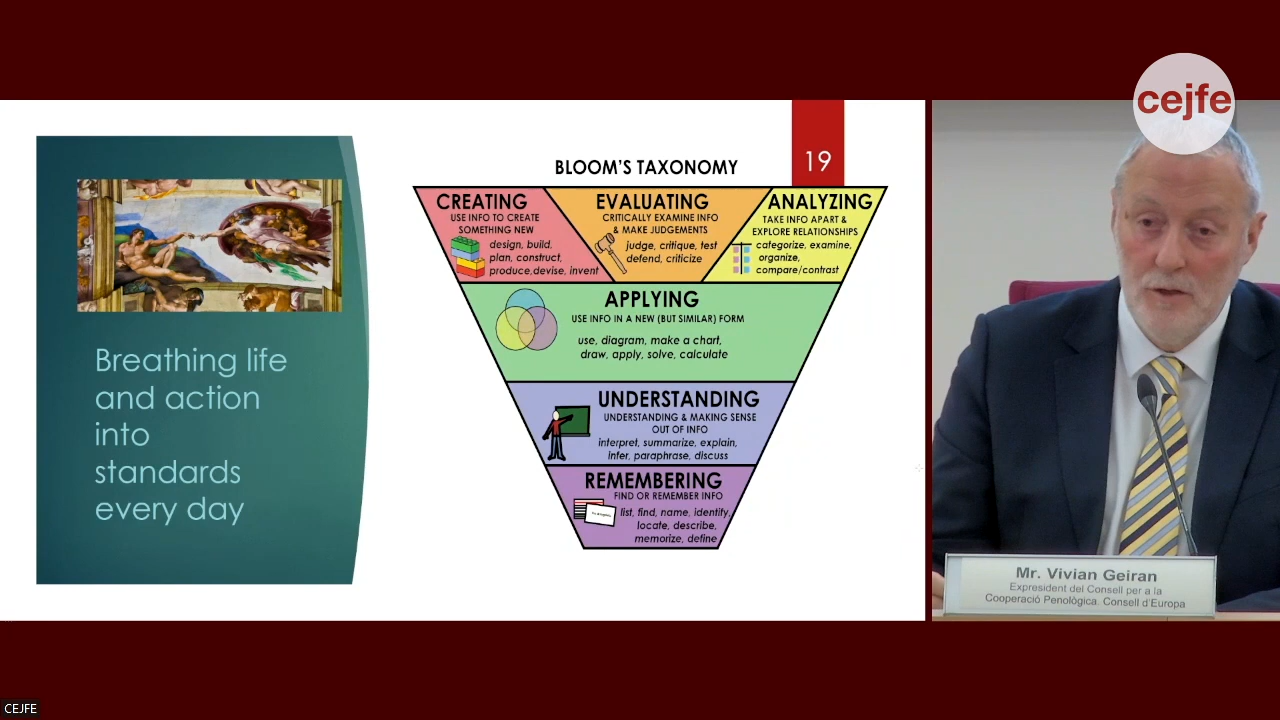 cejfe
19
Breathing life
and action
into
standards
every day
BLOOM'S TAXONOMY
CREATING
USE INFO TO CREATE
SOMETHING NEW
design, build,
plan, construct,
produce,devise, invent
EVALUATING
CRITICALLY EXAMINE INFO
& MAKE JUDGEMENTS
judge, critique, test
defend, criticize
ANALYZING
TAKE INFO APART &
EXPLORE RELATIONSHIPS
categorize, examine,
organize,
compare/contrast
APPLYING
USE INFO IN A NEW (BUT SIMILAR) FORM
use, diagram, make a chart,
draw, apply, solve, calculate
UNDERSTANDING
UNDERSTANDING & MAKING SENSE
OUT OF INFO
interpret, summarize, explain,
infer, paraphrase, discuss
REMEMBERING
FIND OR REMEMBER INFO
list, find, name, identify,
locate, describe,
memorize, define
Mr. Vivian Geiran
Expresident del Consell per a la
Cooperació Penològica. Consell d'Europa
CEJFE